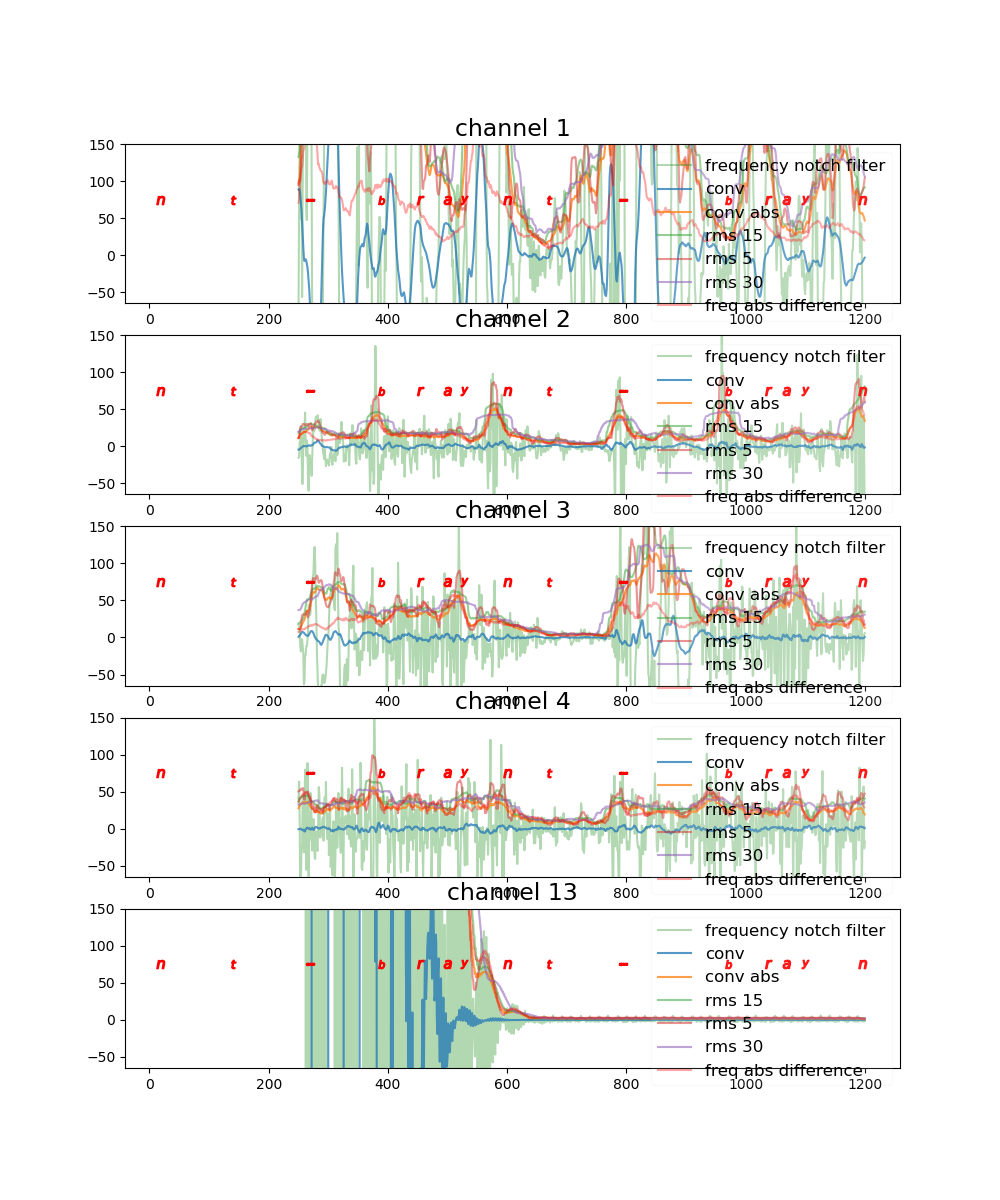 channel 1
150
100
50
0
−50
n t – b r a y n t – b r a y n
frequency notch filter
conv
conv abs
rms 15
rms 5
rms 30
freq abs difference
0 200 400 600 800 1000 1200
channel 2
150
100
50
0
−50
n t – b r a y n t – b r a y n
frequency notch filter
conv
conv abs
rms 15
rms 5
rms 30
freq abs difference
0 200 400 600 800 1000 1200
channel 3
150
100
50
0
−50
n t – b r a y n t – b r a y n
frequency notch filter
conv
conv abs
rms 15
rms 5
rms 30
freq abs difference
0 200 400 600 800 1000 1200
channel 4
150
100
50
0
−50
n t – b r a y n t – b r a y n
frequency notch filter
conv
conv abs
rms 15
rms 5
rms 30
freq abs difference
0 200 400 600 800 1000 1200
channel 13
150
100
50
0
−50
n t – b r a y n t – b r a y n
frequency notch filter
conv
conv abs
rms 15
rms 5
rms 30
freq abs difference
0 200 400 600 800 1000 1200